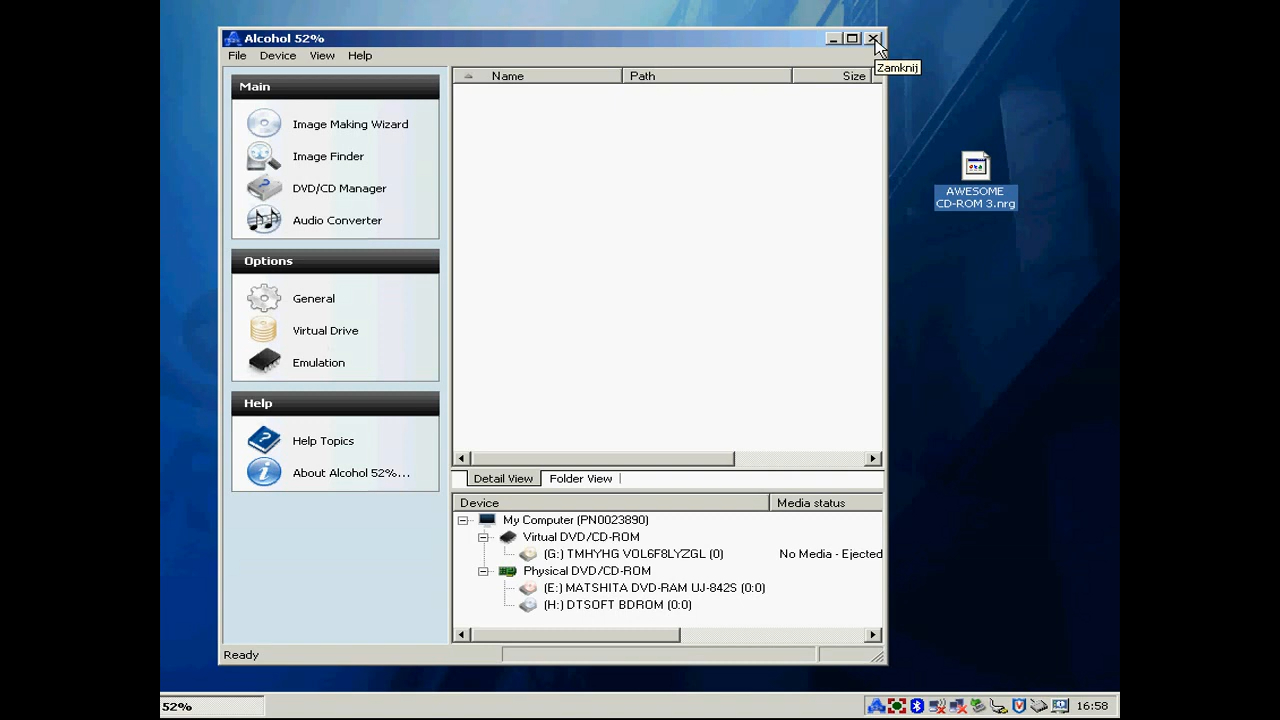 Alcohol 52%
File Device View Help
Zamknij
Main
Image Making Wizard
Image Finder
DVD/CD Manager
Audio Converter
Options
General
Virtual Drive
Emulation
Help
Help Topics
About Alcohol 52%...
Name Path Size
AWESOME
CD-ROM 3.nrg
Detail View Folder View
Device Media status
My Computer (PN0023890)
Virtual DVD/CD-ROM
(G:) TMHYHG VOL6F8LYZGL (0) No Media - Ejected
Physical DVD/CD-ROM
(E:) MATSHITA DVD-RAM UJ-842S (0:0)
(H:) DTSOFT BDROM (0:0)
Ready
52%
16:58